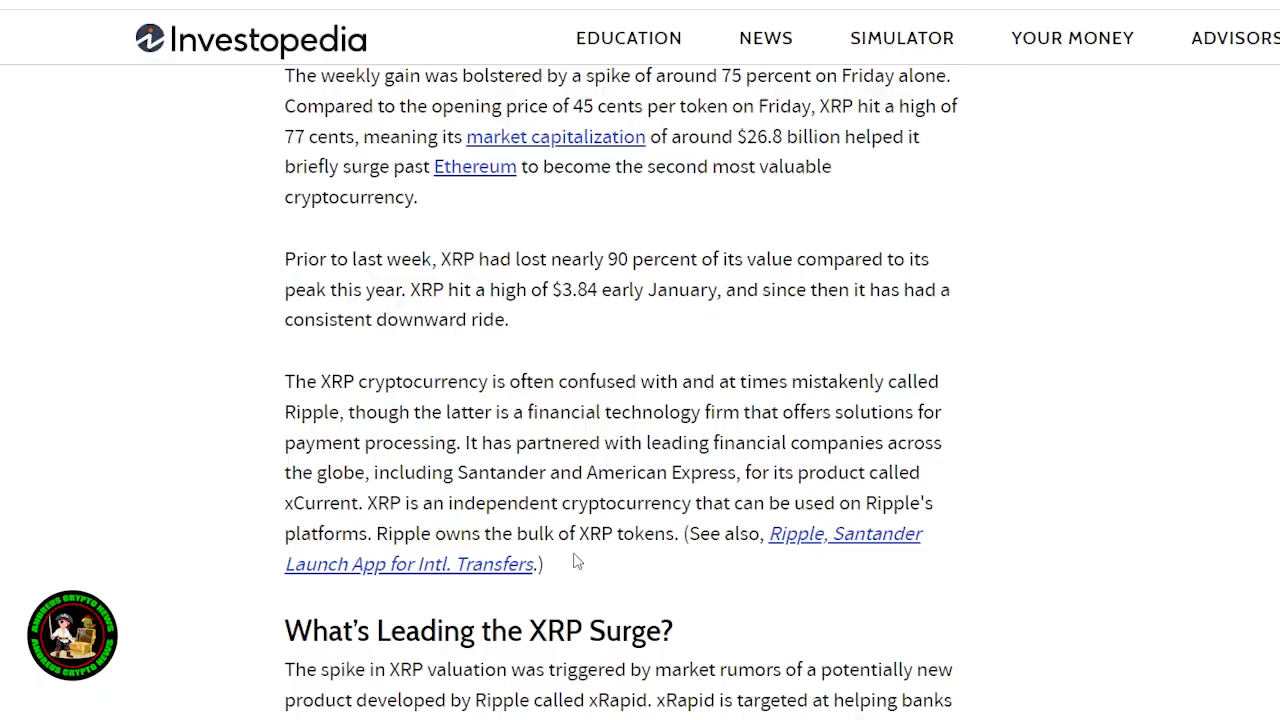 Investopedia
EDUCATION NEWS SIMULATOR YOUR MONEY ADVISORS
The weekly gain was bolstered by a spike of around 75 percent on Friday alone.
Compared to the opening price of 45 cents per token on Friday, XRP hit a high of
77 cents, meaning its market capitalization of around $26.8 billion helped it
briefly surge past Ethereum to become the second most valuable
cryptocurrency.
Prior to last week, XRP had lost nearly 90 percent of its value compared to its
peak this year. XRP hit a high of $3.84 early January, and since then it has had a
consistent downward ride.
The XRP cryptocurrency is often confused with and at times mistakenly called
Ripple, though the latter is a financial technology firm that offers solutions for
payment processing. It has partnered with leading financial companies across
the globe, including Santander and American Express, for its product called
xCurrent. XRP is an independent cryptocurrency that can be used on Ripple's
platforms. Ripple owns the bulk of XRP tokens. (See also, Ripple, Santander
Launch App for Intl. Transfers.)
What's Leading the XRP Surge?
The spike in XRP valuation was triggered by market rumors of a potentially new
product developed by Ripple called xRapid. xRapid is targeted at helping banks
ANDREUS CRYPTO NEWS
ANDREUS CRYPTO NEWS